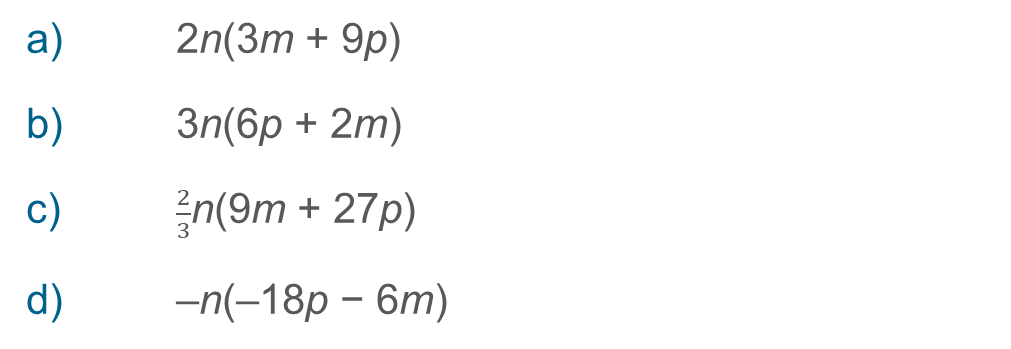 a) 2n(3m + 9p)
b) 3n(6p + 2m)
c) 2/3n(9m + 27p)
d) –n(–18p − 6m)